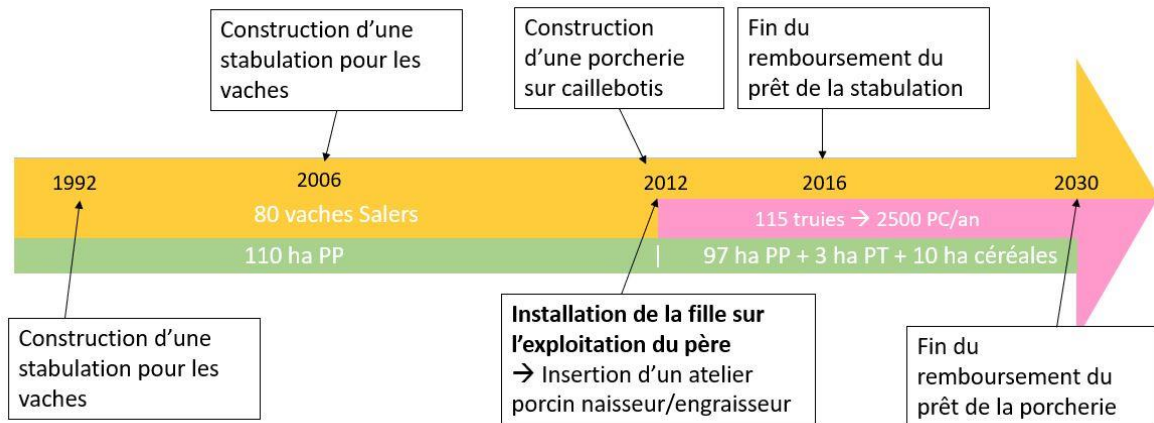 Construction d'une
stabulation pour les
vaches
Construction
d'une porcherie
sur caillebotis
Fin du
remboursement du
prêt de la stabulation
1992
2006
2012
2016
2030
80 vaches Salers
115 truies → 2500 PC/an
110 ha PP
97 ha PP + 3 ha PT + 10 ha céréales
Construction d'une
stabulation pour les
vaches
Installation de la fille sur
l'exploitation du père
→ Insertion d'un atelier
porcin naisseur/engraisseur
Fin du
remboursement du
prêt de la porcherie